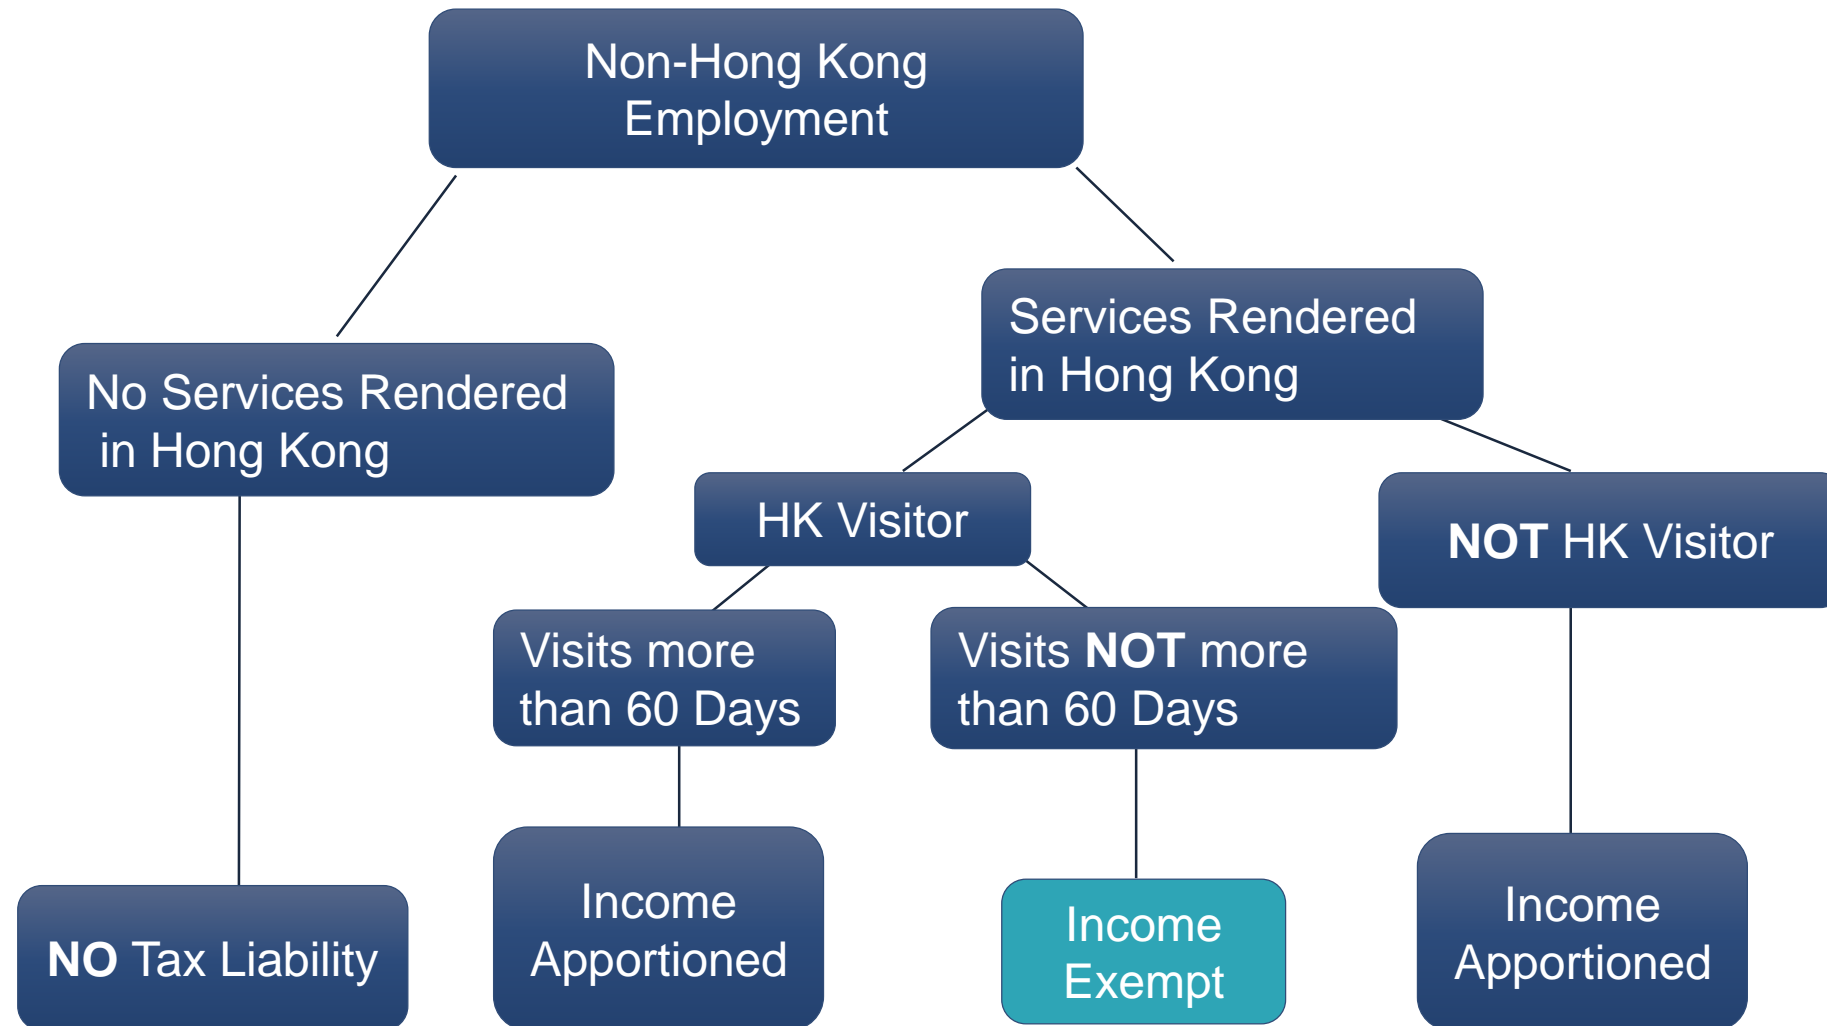 Non-Hong Kong
Employment
Services Rendered
in Hong Kong
No Services Rendered
in Hong Kong
HK Visitor
NOT HK Visitor
Visits more
than 60 Days
Visits NOT more
than 60 Days
Income
Apportioned
Income
Apportioned
Income
Exempt
NO Tax Liability